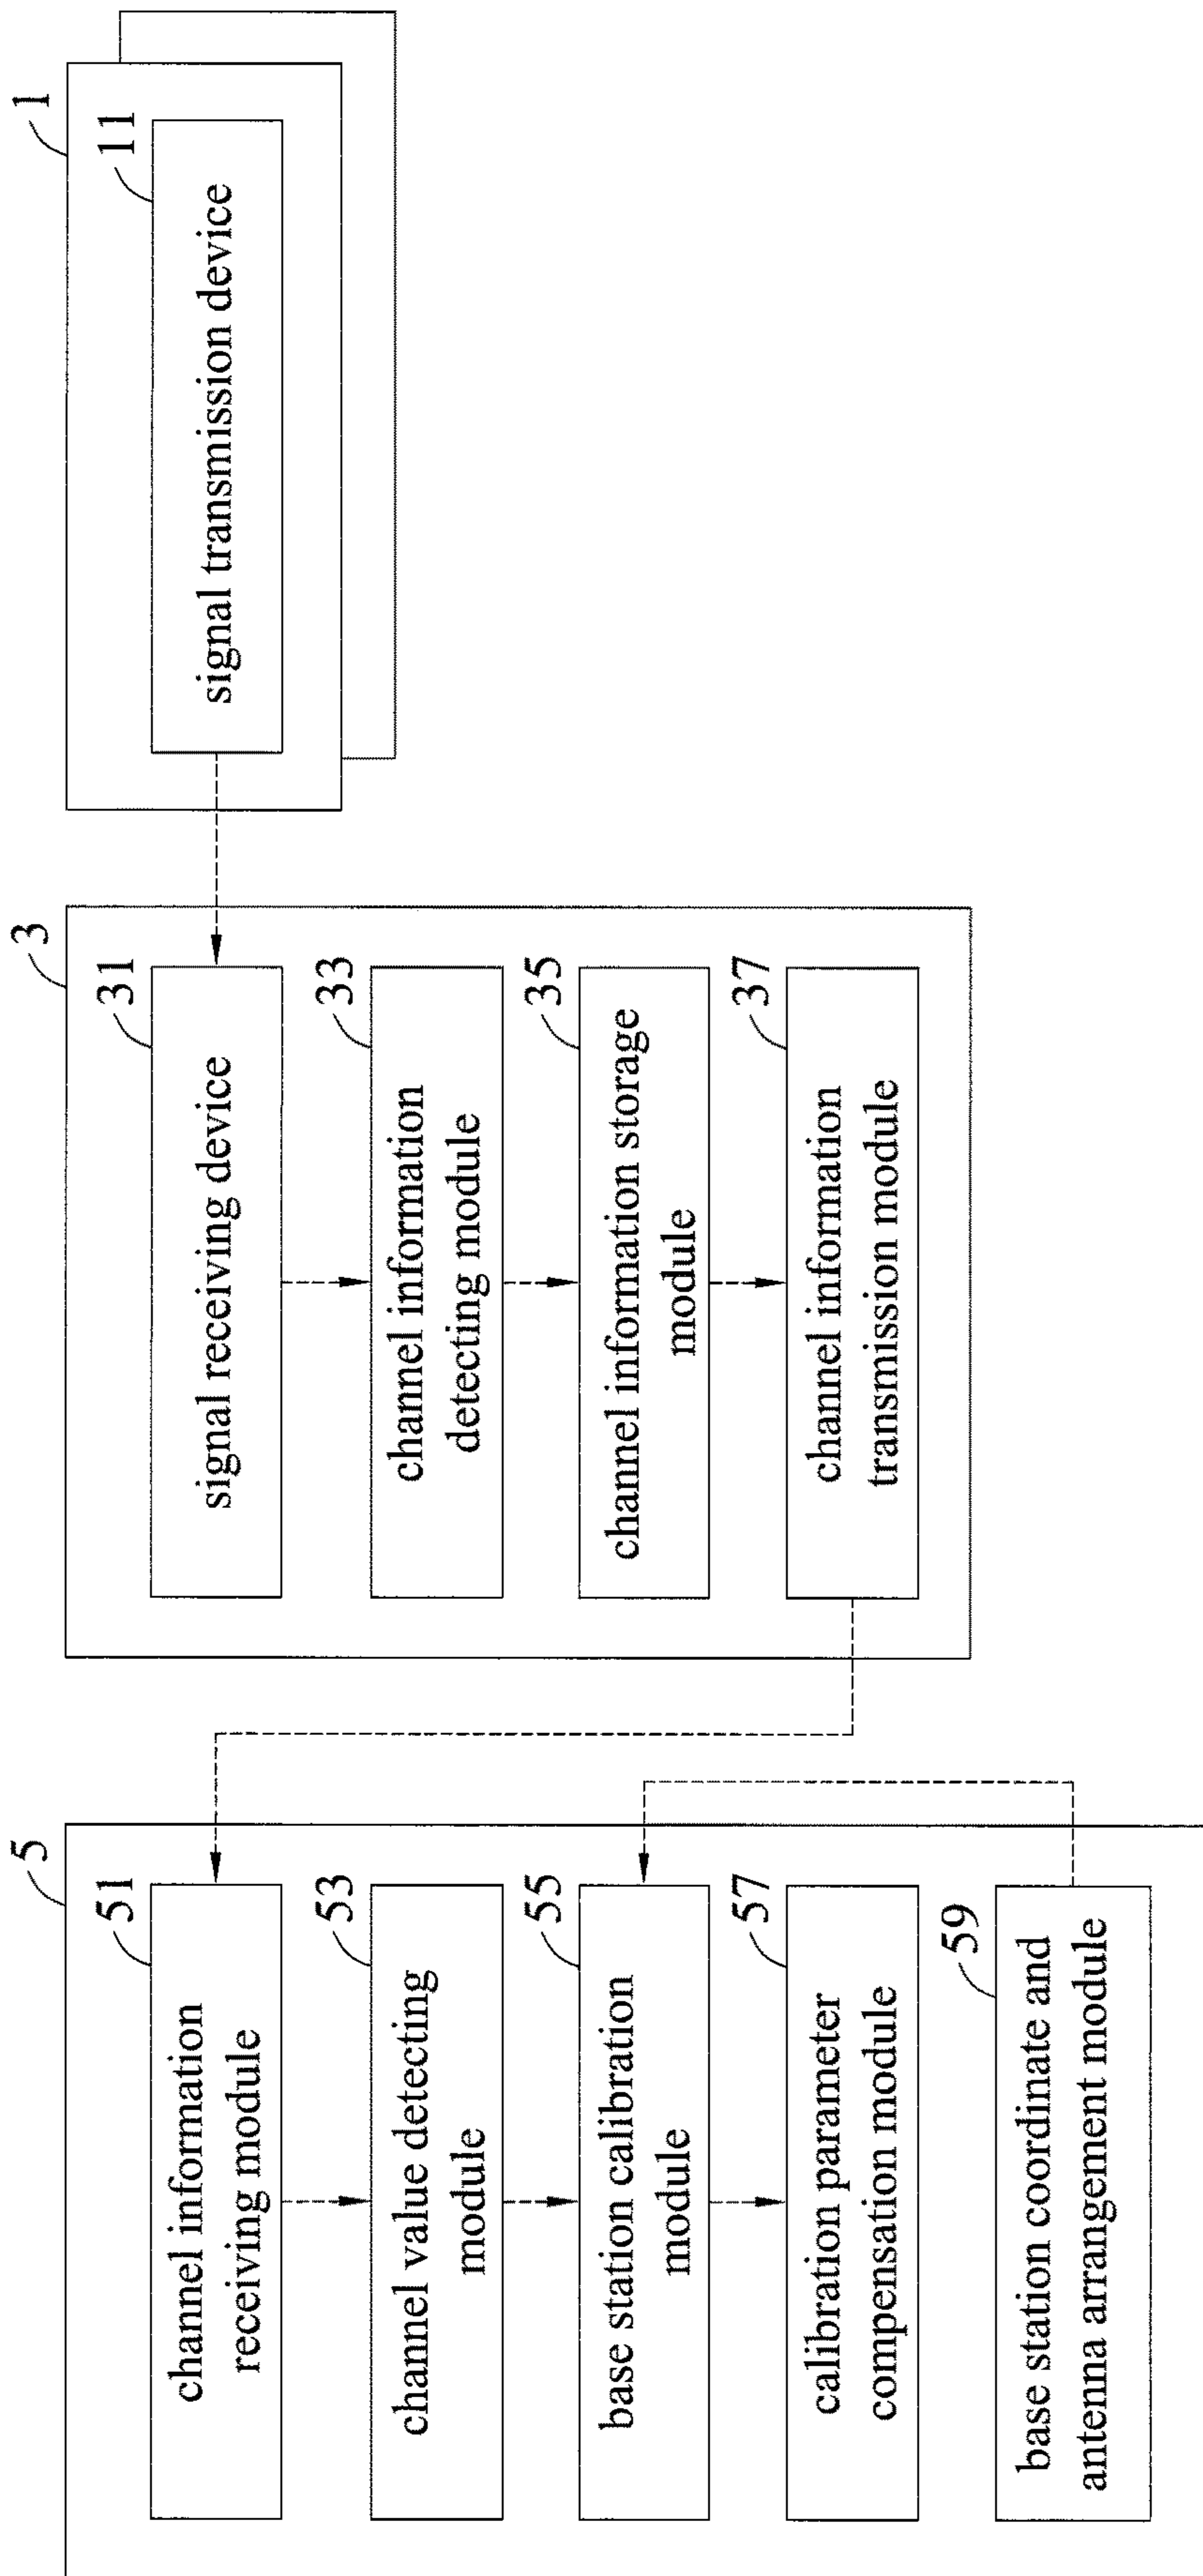 5
51
channel information
receiving module
53
channel value detecting
module
55
base station calibration
module
57
calibration parameter
compensation module
59
base station coordinate and
antenna arrangement module
3
31
signal receiving device
33
channel information
detecting module
35
channel information storage
module
37
channel information
transmission module
1
11
signal transmission device